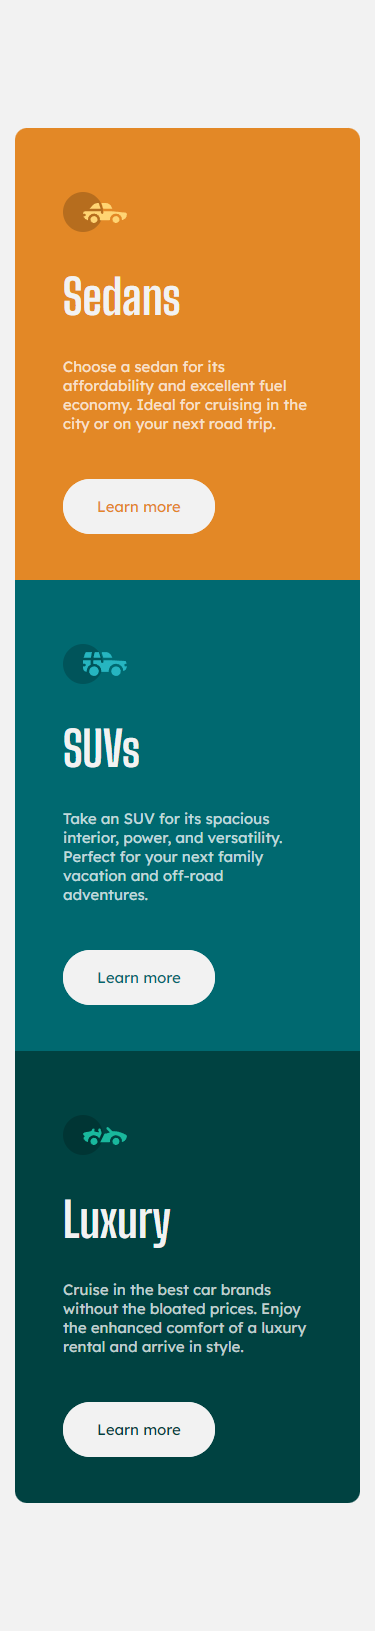 Sedans
Choose a sedan for its
affordability and excellent fuel
economy. Ideal for cruising in the
city or on your next road trip.
Learn more
SUVs
Take an SUV for its spacious
interior, power, and versatility.
Perfect for your next family
vacation and off-road
adventures.
Learn more
Luxury
Cruise in the best car brands
without the bloated prices. Enjoy
the enhanced comfort of a luxury
rental and arrive in style.
Learn more